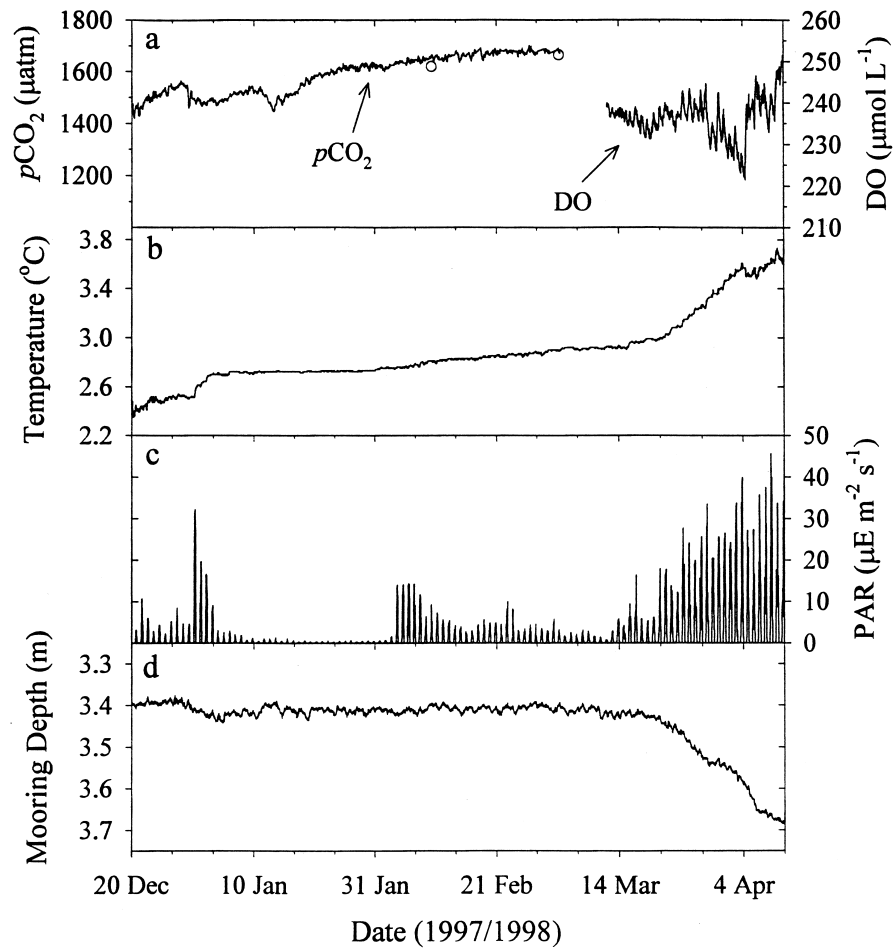 a
1800
1600
1400
1200
pCO₂ (µatm)
pCO₂
DO
260
250
240
230
220
210
DO (µmol L⁻¹)
b
3.8
3.4
3.0
2.6
2.2
Temperature (°C)
c
50
40
30
20
10
0
PAR (µE m⁻² s⁻¹)
d
3.3
3.4
3.5
3.6
3.7
Mooring Depth (m)
20 Dec 10 Jan 31 Jan 21 Feb 14 Mar 4 Apr
Date (1997/1998)